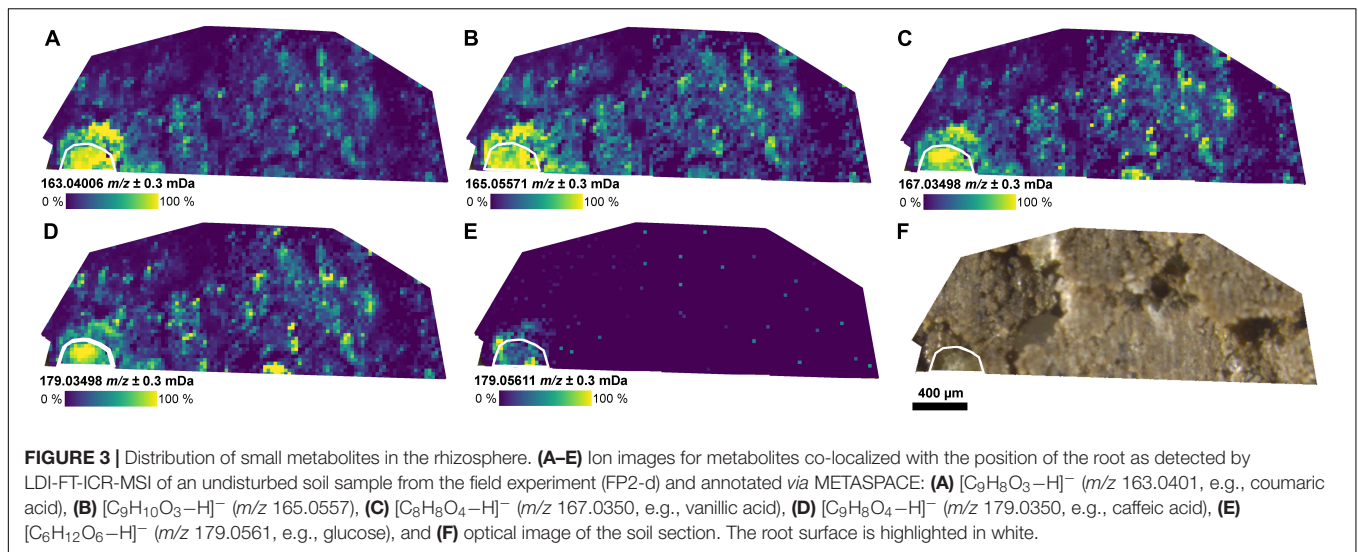 A
B
C
163.04006 m/z ± 0.3 mDa
0 % 100 %
165.05571 m/z ± 0.3 mDa
0 % 100 %
167.03498 m/z ± 0.3 mDa
0 % 100 %
D
E
F
179.03498 m/z ± 0.3 mDa
0 % 100 %
179.05611 m/z ± 0.3 mDa
0 % 100 %
400 µm
FIGURE 3 | Distribution of small metabolites in the rhizosphere. (A–E) Ion images for metabolites co-localized with the position of the root as detected by
LDI-FT-ICR-MSI of an undisturbed soil sample from the field experiment (FP2-d) and annotated via METASPACE: (A) [C9H8O3−H]− (m/z 163.0401, e.g., coumaric
acid), (B) [C9H10O3−H]− (m/z 165.0557), (C) [C8H8O4−H]− (m/z 167.0350, e.g., vanillic acid), (D) [C9H8O4−H]− (m/z 179.0350, e.g., caffeic acid), (E)
[C6H12O6−H]− (m/z 179.0561, e.g., glucose), and (F) optical image of the soil section. The root surface is highlighted in white.